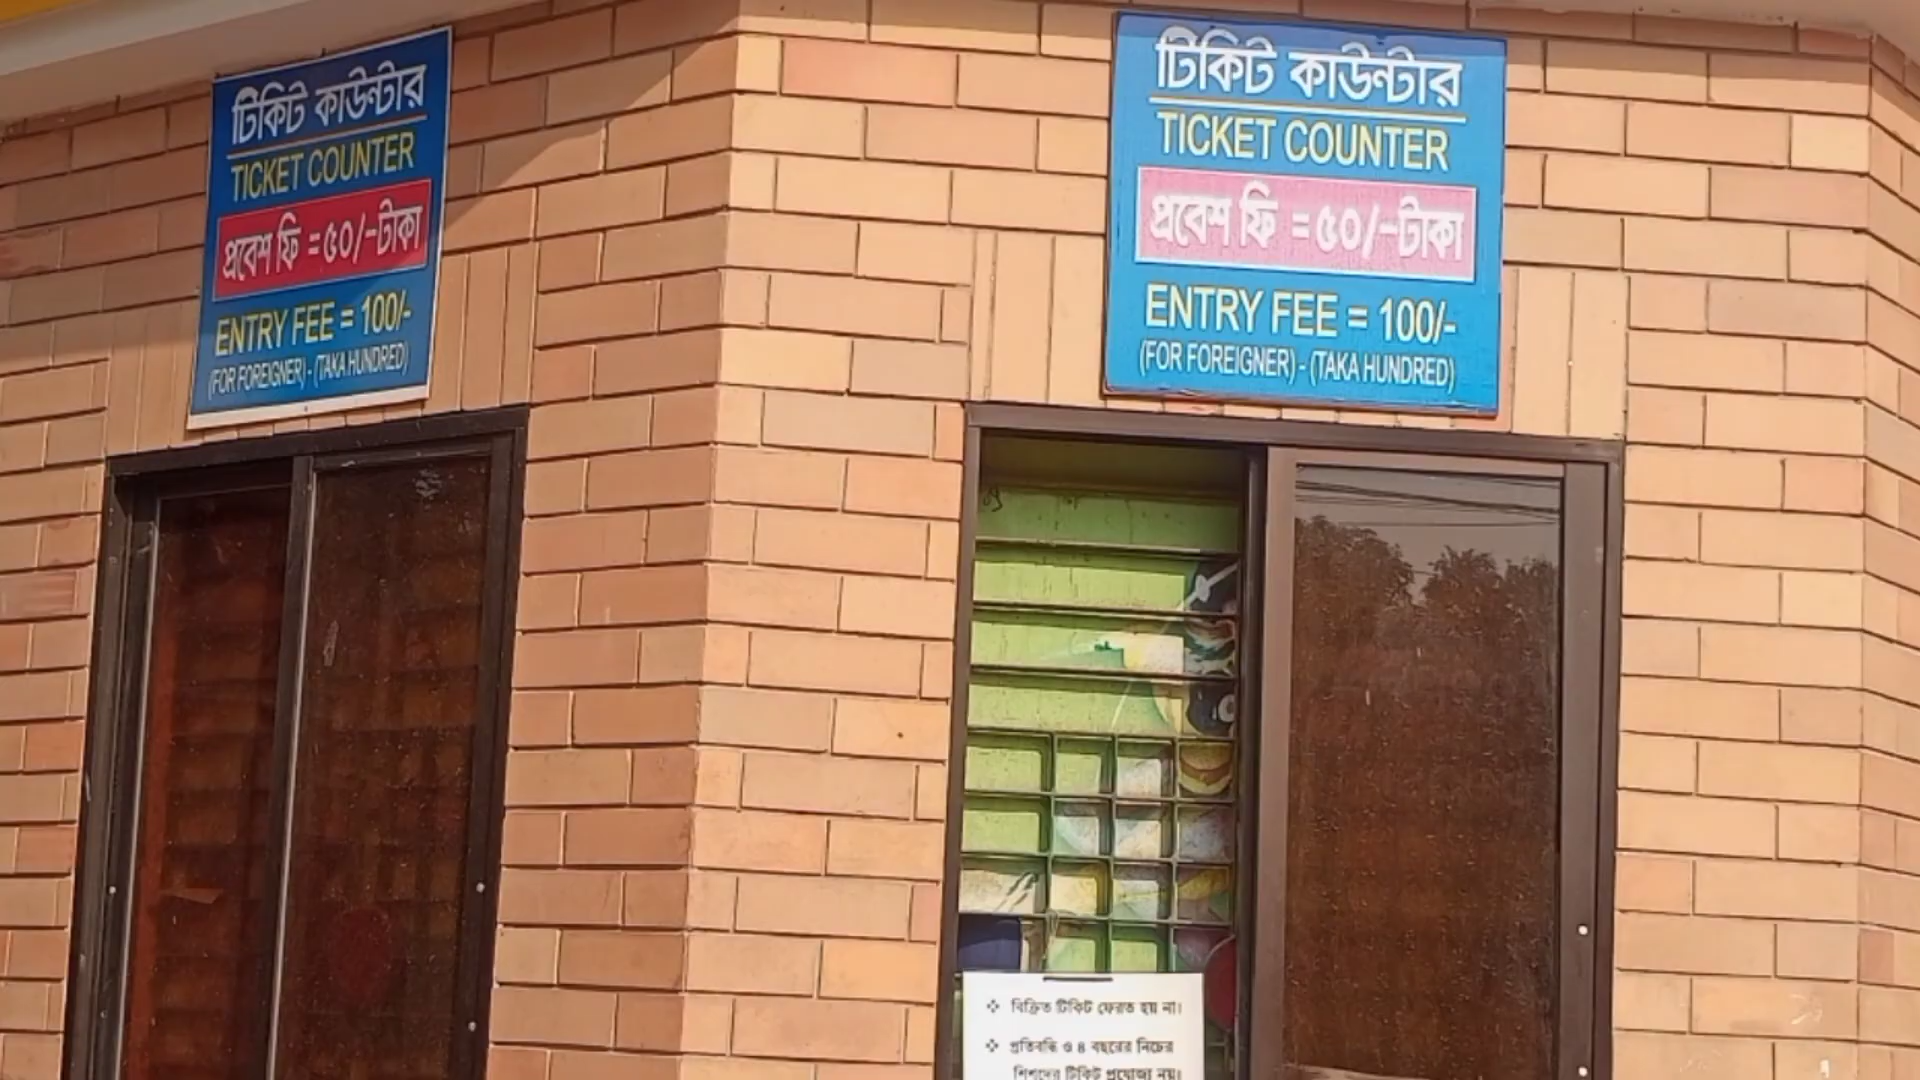 টিকিট কাউন্টার
TICKET COUNTER
প্রবেশ ফি =৫০/-টাকা
ENTRY FEE = 100/-
(FOR FOREIGNER) - (TAKA HUNDRED)
টিকিট কাউন্টার
TICKET COUNTER
প্রবেশ ফি =৫০/-টাকা
ENTRY FEE = 100/-
(FOR FOREIGNER) - (TAKA HUNDRED)
❖ বিক্রিত টিকিট ফেরত হয় না।
❖ প্রতিবন্ধি ও ৪ বছরের নিচের
শিশুদের টিকিট প্রযোজ্য নয়।